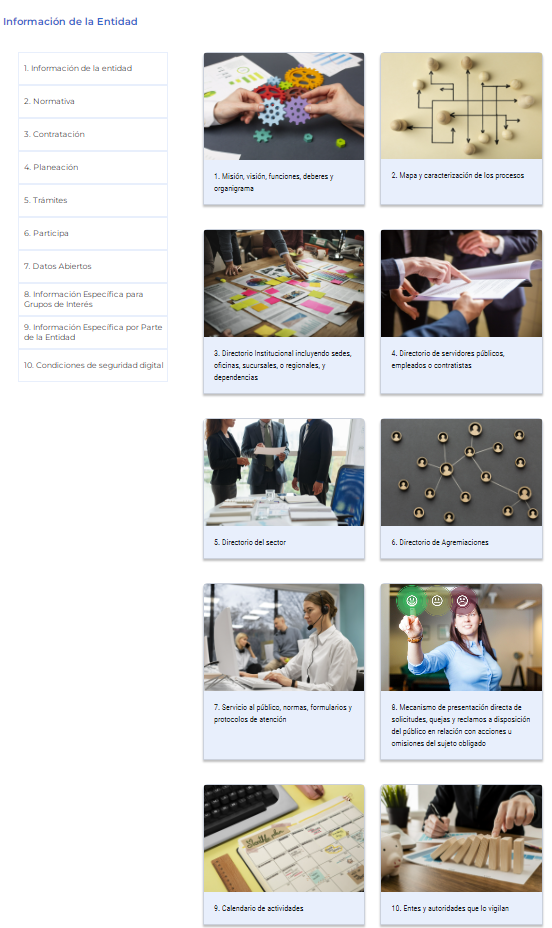 Información de la Entidad
1. Información de la entidad
2. Normativa
3. Contratación
4. Planeación
5. Trámites
6. Participa
7. Datos Abiertos
8. Información Específica para
Grupos de Interés
9. Información Específica por Parte
de la Entidad
10. Condiciones de seguridad digital
1. Misión, visión, funciones, deberes y
organigrama
2. Mapa y caracterización de los procesos
3. Directorio Institucional incluyendo sedes,
oficinas, sucursales, o regionales, y
dependencias
4. Directorio de servidores públicos,
empleados o contratistas
5. Directorio del sector
6. Directorio de Agremiaciones
7. Servicio al público, normas, formularios y
protocolos de atención
8. Mecanismo de presentación directa de
solicitudes, quejas y reclamos a disposición
del público en relación con acciones u
omisiones del sujeto obligado
9. Calendario de actividades
10. Entes y autoridades que lo vigilan